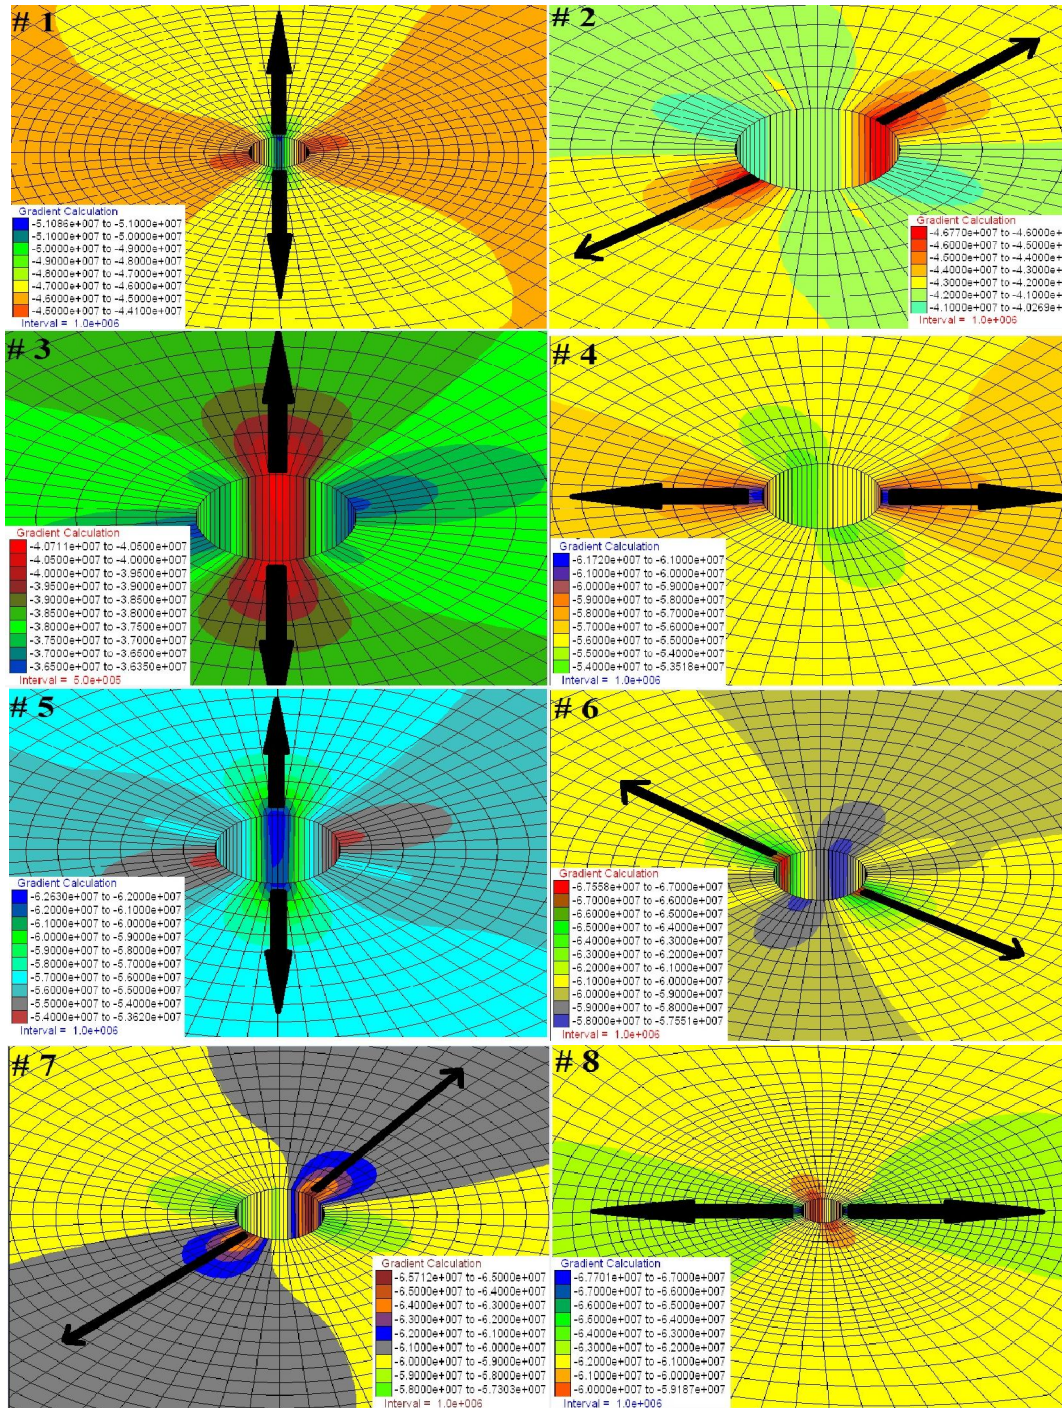 # 1
Gradient Calculation
-5.1086e+007 to -5.1000e+007
-5.1000e+007 to -5.0000e+007
-5.0000e+007 to -4.9000e+007
-4.9000e+007 to -4.8000e+007
-4.8000e+007 to -4.7000e+007
-4.7000e+007 to -4.6000e+007
-4.6000e+007 to -4.5000e+007
-4.5000e+007 to -4.4100e+007
Interval = 1.0e+006
# 2
Gradient Calculation
-4.6770e+007 to -4.6000e+
-4.6000e+007 to -4.5000e+
-4.5000e+007 to -4.4000e+
-4.4000e+007 to -4.3000e+
-4.3000e+007 to -4.2000e+
-4.2000e+007 to -4.1000e+
-4.1000e+007 to -4.0269e+
Interval = 1.0e+006
# 3
Gradient Calculation
-4.0711e+007 to -4.0500e+007
-4.0500e+007 to -4.0000e+007
-4.0000e+007 to -3.9500e+007
-3.9500e+007 to -3.9000e+007
-3.9000e+007 to -3.8500e+007
-3.8500e+007 to -3.8000e+007
-3.8000e+007 to -3.7500e+007
-3.7500e+007 to -3.7000e+007
-3.7000e+007 to -3.6500e+007
-3.6500e+007 to -3.6350e+007
Interval = 5.0e+005
# 4
Gradient Calculation
-6.1720e+007 to -6.1000e+007
-6.1000e+007 to -6.0000e+007
-6.0000e+007 to -5.9000e+007
-5.9000e+007 to -5.8000e+007
-5.8000e+007 to -5.7000e+007
-5.7000e+007 to -5.6000e+007
-5.6000e+007 to -5.5000e+007
-5.5000e+007 to -5.4000e+007
-5.4000e+007 to -5.3518e+007
Interval = 1.0e+006
# 5
Gradient Calculation
-6.2630e+007 to -6.2000e+007
-6.2000e+007 to -6.1000e+007
-6.1000e+007 to -6.0000e+007
-6.0000e+007 to -5.9000e+007
-5.9000e+007 to -5.8000e+007
-5.8000e+007 to -5.7000e+007
-5.7000e+007 to -5.6000e+007
-5.6000e+007 to -5.5000e+007
-5.5000e+007 to -5.4000e+007
-5.4000e+007 to -5.3620e+007
Interval = 1.0e+006
# 6
Gradient Calculation
-6.7558e+007 to -6.7000e+007
-6.7000e+007 to -6.6000e+007
-6.6000e+007 to -6.5000e+007
-6.5000e+007 to -6.4000e+007
-6.4000e+007 to -6.3000e+007
-6.3000e+007 to -6.2000e+007
-6.2000e+007 to -6.1000e+007
-6.1000e+007 to -6.0000e+007
-6.0000e+007 to -5.9000e+007
-5.9000e+007 to -5.8000e+007
-5.8000e+007 to -5.7551e+007
Interval = 1.0e+006
# 7
Gradient Calculation
-6.5712e+007 to -6.5000e+007
-6.5000e+007 to -6.4000e+007
-6.4000e+007 to -6.3000e+007
-6.3000e+007 to -6.2000e+007
-6.2000e+007 to -6.1000e+007
-6.1000e+007 to -6.0000e+007
-6.0000e+007 to -5.9000e+007
-5.9000e+007 to -5.8000e+007
-5.8000e+007 to -5.7303e+007
Interval = 1.0e+006
# 8
Gradient Calculation
-6.7701e+007 to -6.7000e+007
-6.7000e+007 to -6.6000e+007
-6.6000e+007 to -6.5000e+007
-6.5000e+007 to -6.4000e+007
-6.4000e+007 to -6.3000e+007
-6.3000e+007 to -6.2000e+007
-6.2000e+007 to -6.1000e+007
-6.1000e+007 to -6.0000e+007
-6.0000e+007 to -5.9187e+007
Interval = 1.0e+006